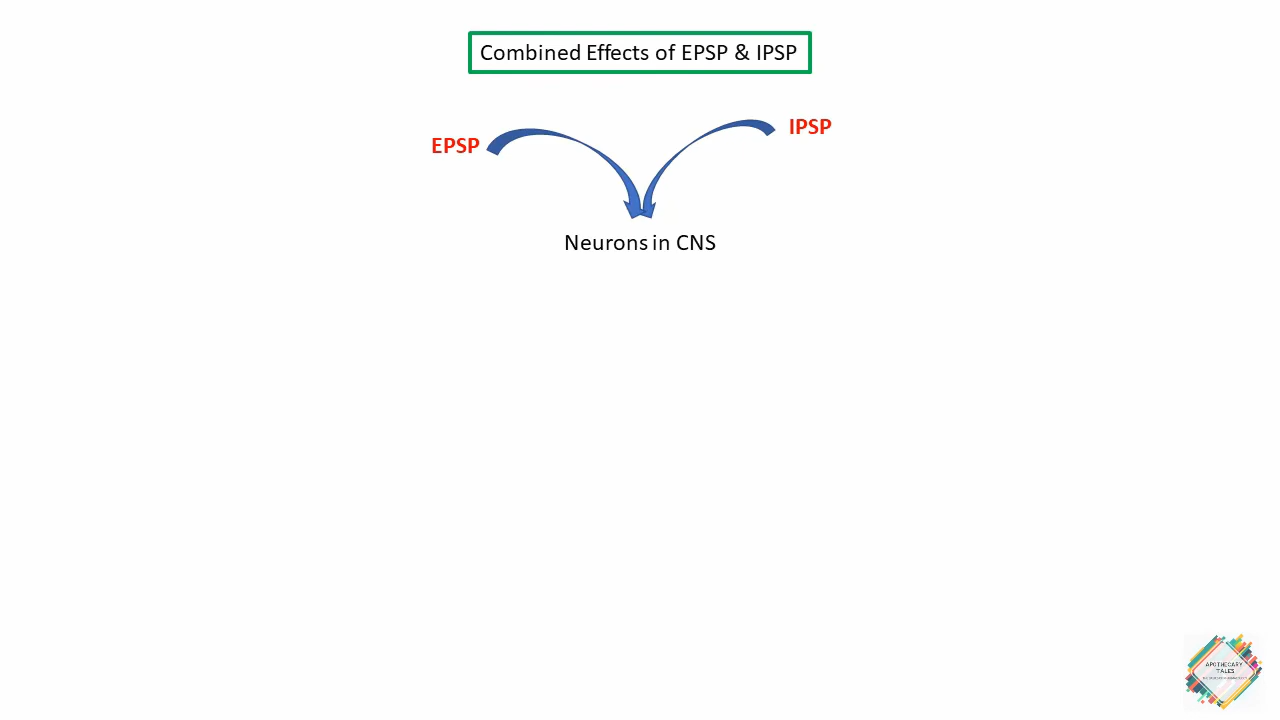 Combined Effects of EPSP & IPSP
EPSP
IPSP
Neurons in CNS
APOTHECARY
TALES